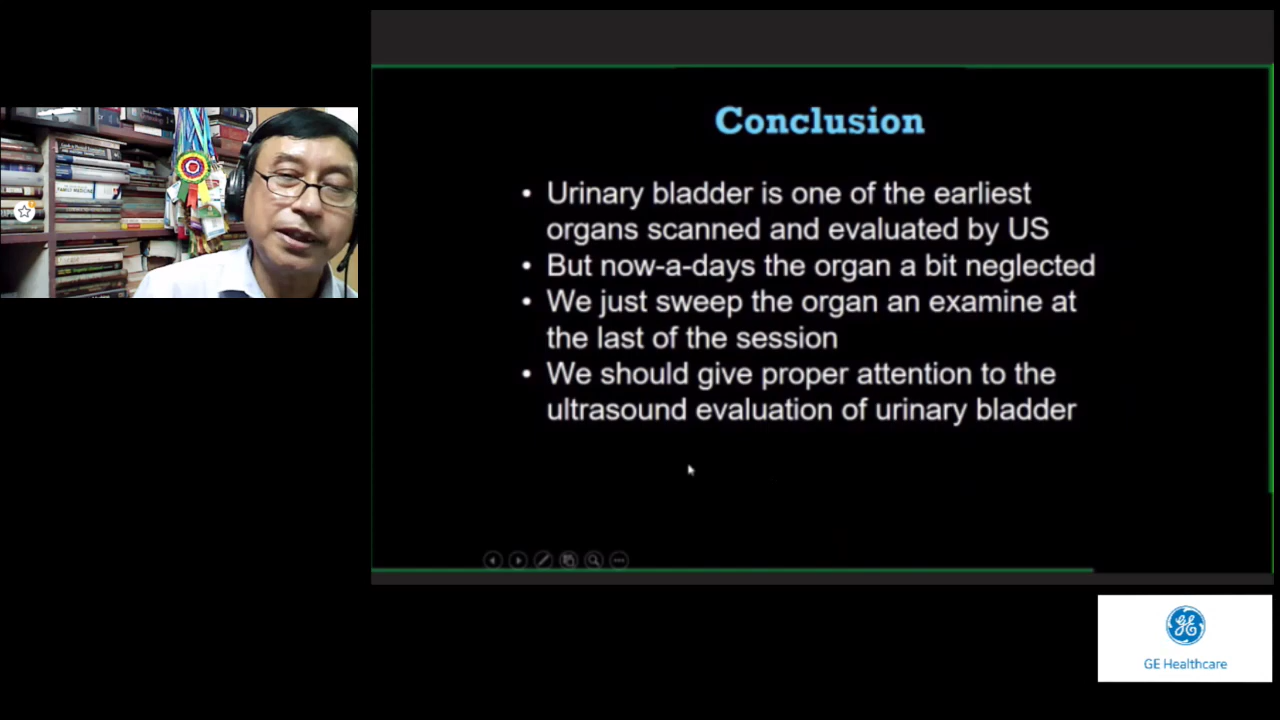 Conclusion
• Urinary bladder is one of the earliest
organs scanned and evaluated by US
• But now-a-days the organ a bit neglected
• We just sweep the organ an examine at
the last of the session
• We should give proper attention to the
ultrasound evaluation of urinary bladder
GE Healthcare